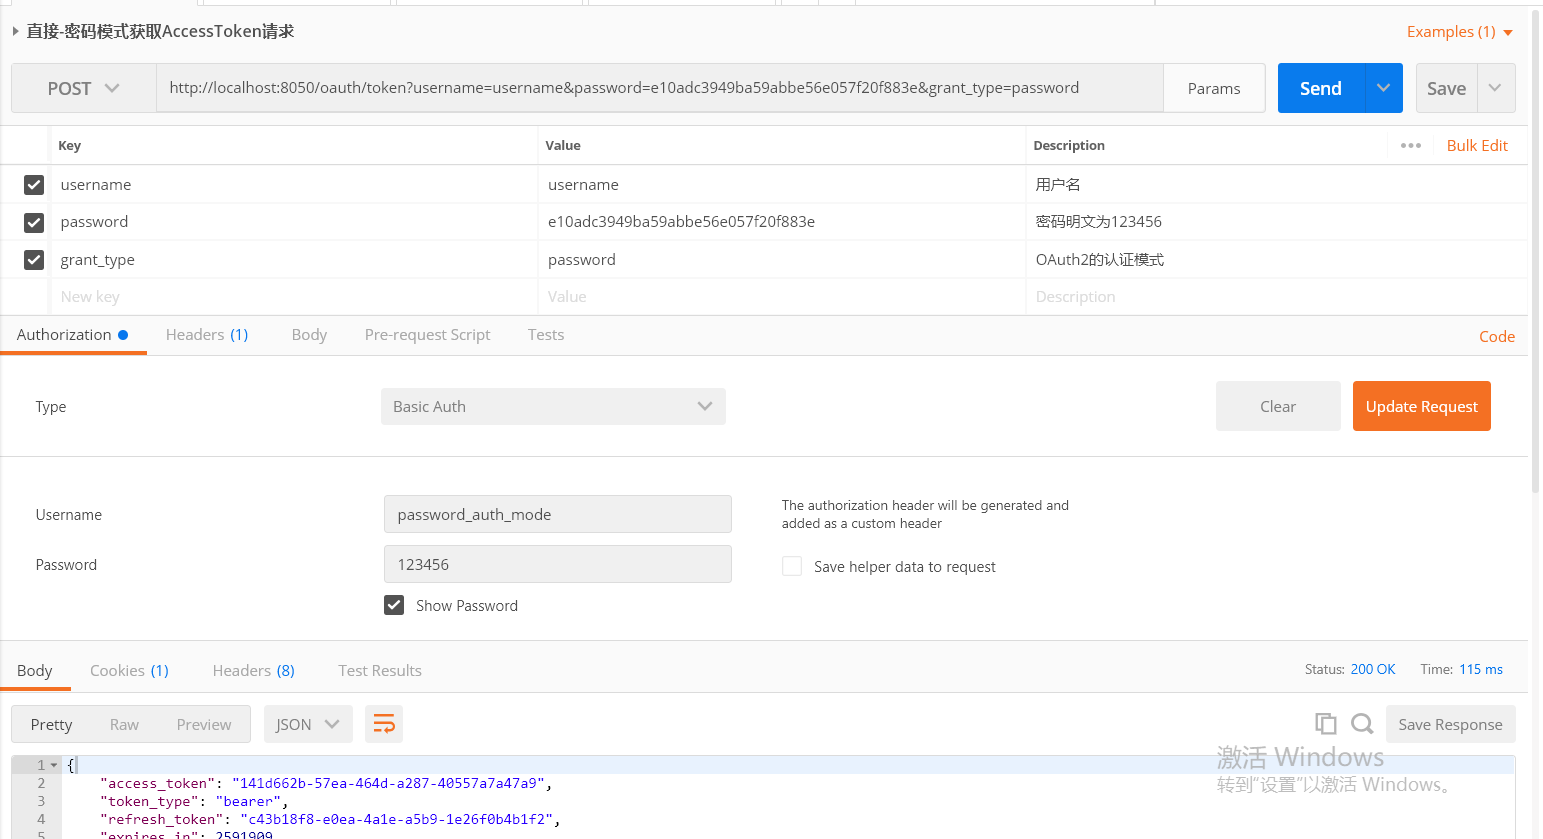 直接-密码模式获取AccessToken请求
Examples (1)
POST
http://localhost:8050/oauth/token?username=username&password=e10adc3949ba59abbe56e057f20f883e&grant_type=password
Params
Send
Save
Key Value Description
Bulk Edit
username username 用户名
password e10adc3949ba59abbe56e057f20f883e 密码明文为123456
grant_type password OAuth2的认证模式
New key Value Description
Authorization Headers (1) Body Pre-request Script Tests Code
Type Basic Auth Clear Update Request
Username password_auth_mode
The authorization header will be generated and
added as a custom header
Password 123456
Save helper data to request
Show Password
Body Cookies (1) Headers (8) Test Results Status: 200 OK Time: 115 ms
Pretty Raw Preview JSON Save Response
激活 Windows
转到“设置”以激活 Windows。
1 {
2 "access_token": "141d662b-57ea-464d-a287-40557a7a47a9",
3 "token_type": "bearer",
4 "refresh_token": "c43b18f8-e0ea-4a1e-a5b9-1e26f0b4b1f2",
5 "expires_in": 2591909